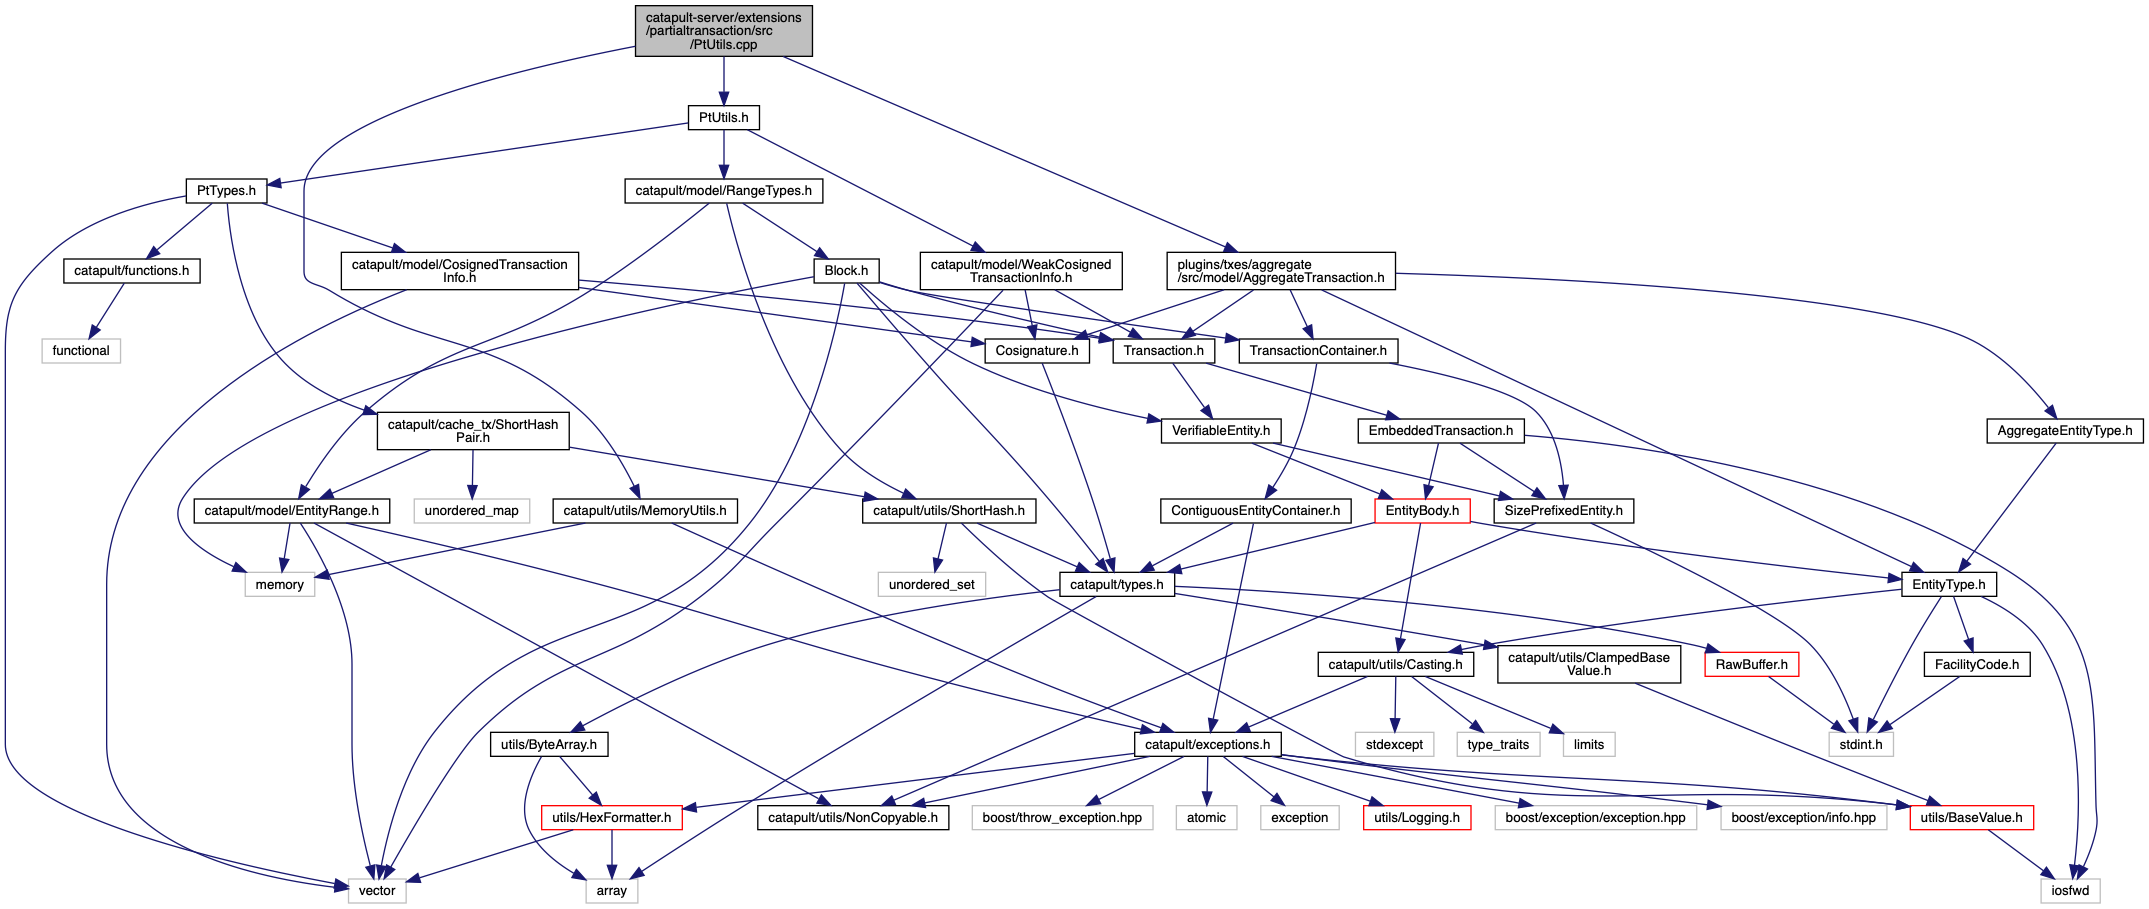 catapult-server/extensions
/partialtransaction/src
/PtUtils.cpp
PtUtils.h
PtTypes.h
catapult/model/RangeTypes.h
catapult/functions.h
catapult/model/CosignedTransaction
Info.h
Block.h
catapult/model/WeakCosigned
TransactionInfo.h
plugins/txes/aggregate
/src/model/AggregateTransaction.h
functional
Cosignature.h
Transaction.h
TransactionContainer.h
catapult/cache_tx/ShortHash
Pair.h
VerifiableEntity.h
EmbeddedTransaction.h
AggregateEntityType.h
catapult/model/EntityRange.h
unordered_map
catapult/utils/MemoryUtils.h
catapult/utils/ShortHash.h
ContiguousEntityContainer.h
EntityBody.h
SizePrefixedEntity.h
memory
unordered_set
catapult/types.h
EntityType.h
catapult/utils/Casting.h
catapult/utils/ClampedBase
Value.h
RawBuffer.h
FacilityCode.h
utils/ByteArray.h
catapult/exceptions.h
stdexcept
type_traits
limits
stdint.h
utils/HexFormatter.h
catapult/utils/NonCopyable.h
boost/throw_exception.hpp
atomic
exception
utils/Logging.h
boost/exception/exception.hpp
boost/exception/info.hpp
utils/BaseValue.h
vector
array
iosfwd